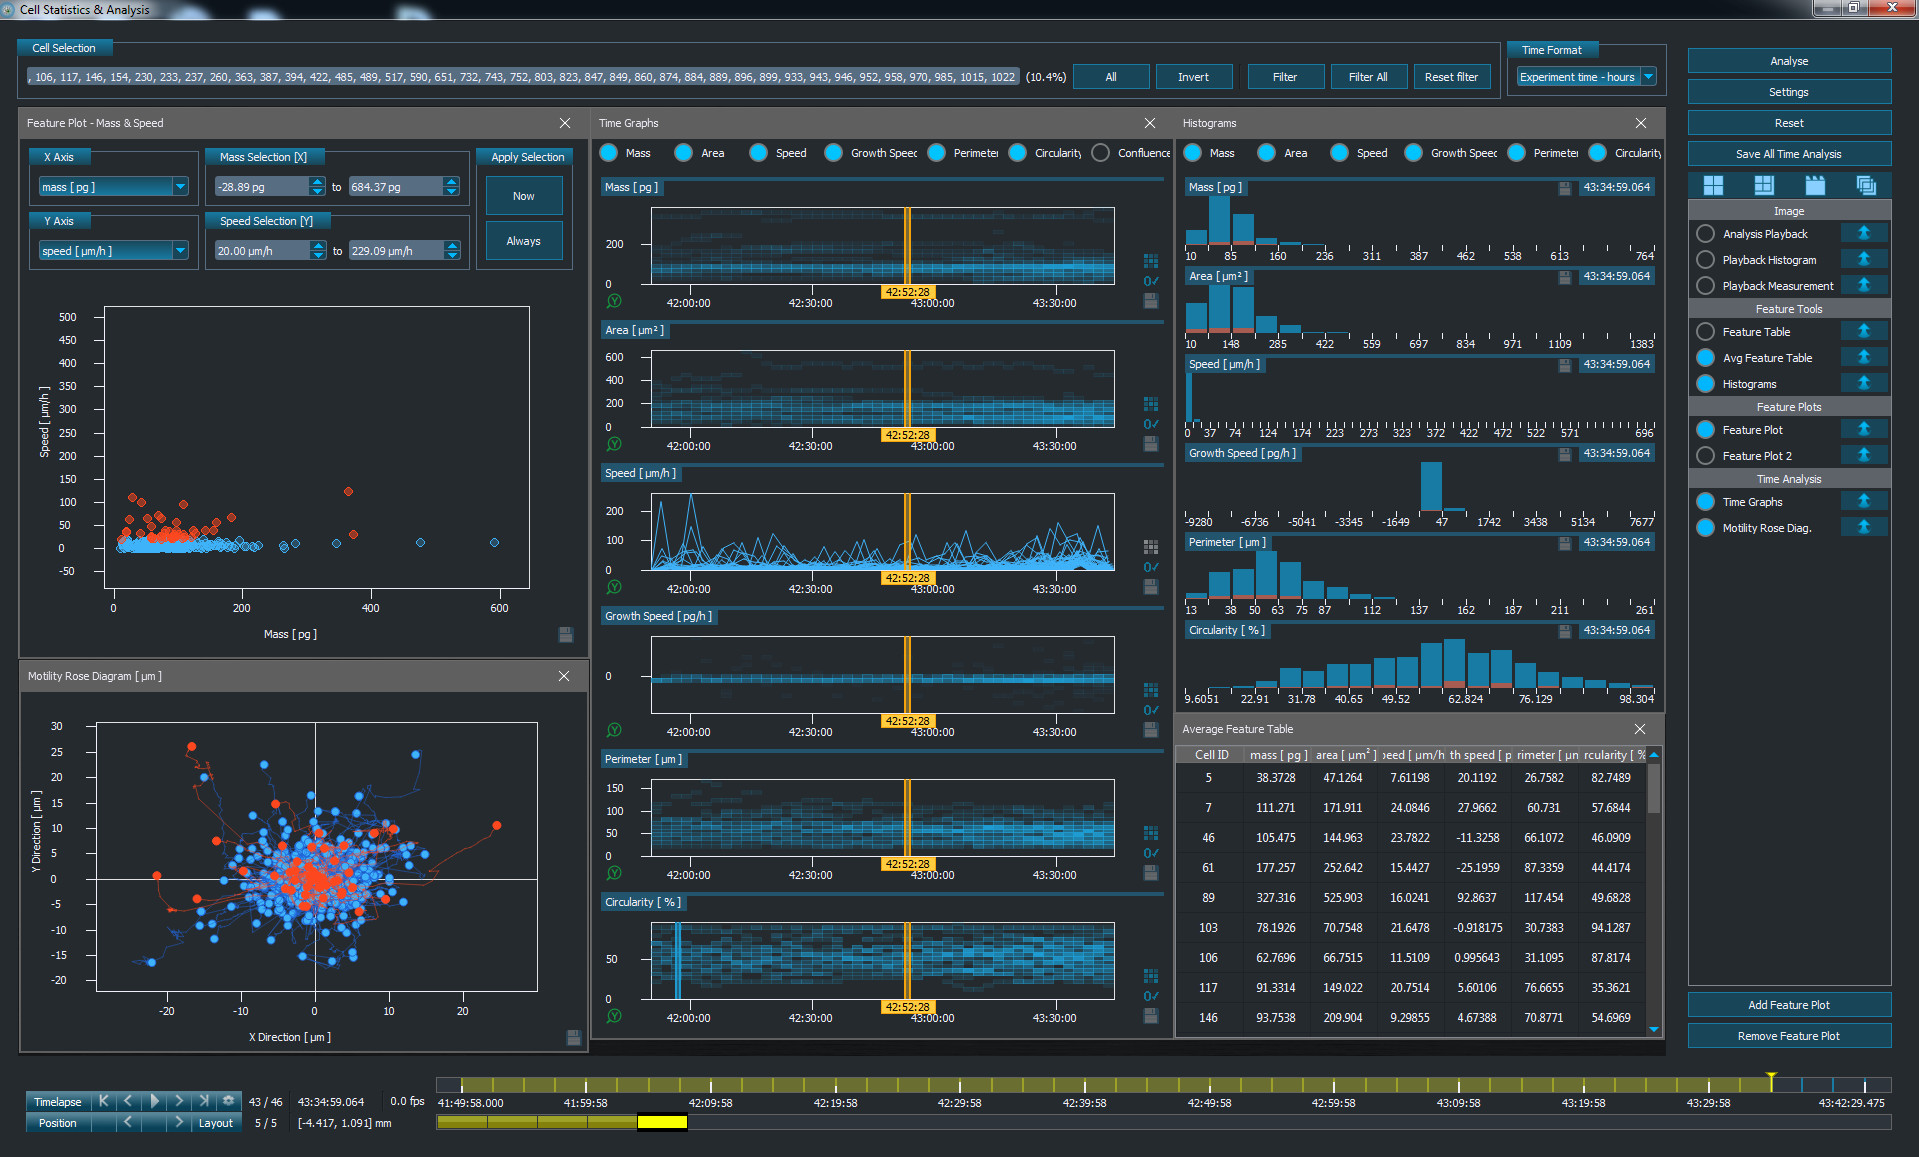 Cell Statistics & Analysis
Cell Selection
, 106, 117, 146, 154, 230, 233, 237, 260, 363, 387, 394, 422, 485, 489, 517, 590, 651, 732, 743, 752, 803, 823, 847, 849, 860, 874, 884, 889, 896, 899, 933, 943, 946, 952, 958, 970, 985, 1015, 1022 (10.4%) All Invert Filter Filter All Reset filter
Time Format
Experiment time - hours
Analyse
Settings
Reset
Save All Time Analysis
Image
Analysis Playback
Playback Histogram
Playback Measurement
Feature Tools
Feature Table
Avg Feature Table
Histograms
Feature Plots
Feature Plot
Feature Plot 2
Time Analysis
Time Graphs
Motility Rose Diag.
Add Feature Plot
Remove Feature Plot
Feature Plot - Mass & Speed
X Axis
mass [ pg ]
Mass Selection [X]
-28.89 pg to 684.37 pg
Apply Selection
Now
Always
Y Axis
speed [ µm/h ]
Speed Selection [Y]
20.00 µm/h to 229.09 µm/h
Speed [ µm/h ]
500
450
400
350
300
250
200
150
100
50
0
-50
0 200 400 600
Mass [ pg ]
Motility Rose Diagram [ µm ]
Y Direction [ µm ]
30
25
20
15
10
5
0
-5
-10
-15
-20
-20 -10 0 10 20
X Direction [ µm ]
Time Graphs
Mass Area Speed Growth Speed Perimeter Circularity Confluence
Mass [ pg ]
200
0
42:52:28
42:00:00 42:30:00 43:00:00 43:30:00
Area [ µm² ]
600
400
200
0
42:52:28
42:00:00 42:30:00 43:00:00 43:30:00
Speed [ µm/h ]
200
100
0
42:52:28
42:00:00 42:30:00 43:00:00 43:30:00
Growth Speed [ pg/h ]
0
42:52:28
42:00:00 42:30:00 43:00:00 43:30:00
Perimeter [ µm ]
150
100
50
0
42:52:28
42:00:00 42:30:00 43:00:00 43:30:00
Circularity [ % ]
50
0
42:52:28
42:00:00 42:30:00 43:00:00 43:30:00
Histograms
Mass Area Speed Growth Speed Perimeter Circularity
Mass [ pg ] 43:34:59.064
10 85 160 236 311 387 462 538 613 764
Area [ µm² ] 43:34:59.064
10 148 285 422 559 697 834 971 1109 1383
Speed [ µm/h ] 43:34:59.064
0 37 74 124 174 223 273 323 372 422 472 522 571 696
Growth Speed [ pg/h ] 43:34:59.064
-9280 -6736 -5041 -3345 -1649 47 1742 3438 5134 7677
Perimeter [ µm ] 43:34:59.064
13 38 50 63 75 87 112 137 162 187 211 261
Circularity [ % ] 43:34:59.064
9.6051 22.91 31.78 40.65 49.52 62.824 76.129 98.304
Average Feature Table
Cell ID mass [ pg ] area [ µm² ] peed [ µm/h th speed [ p rimeter [ µn rcularity [ %
5 38.3728 47.1264 7.61198 20.1192 26.7582 82.7489
7 111.271 171.911 24.0846 27.9662 60.731 57.6844
46 105.475 144.963 23.7822 -11.3258 66.1072 46.0909
61 177.257 252.642 15.4427 -25.1959 87.3359 44.4174
89 327.316 525.903 16.0241 92.8637 117.454 49.6828
103 78.1926 70.7548 21.6478 -0.918175 30.7383 94.1287
106 62.7696 66.7515 11.5109 0.995643 31.1095 87.8174
117 91.3314 149.022 20.7514 5.60106 76.6655 35.3621
146 93.7538 209.904 9.29855 4.67388 70.8771 54.6969
Timelapse 43 / 46 43:34:59.064 0.0 fps
Position Layout 5 / 5 [-4.417, 1.091] mm
41:49:58.000 41:59:58 42:09:58 42:19:58 42:29:58 42:39:58 42:49:58 42:59:58 43:09:58 43:19:58 43:29:58 43:42:29.475